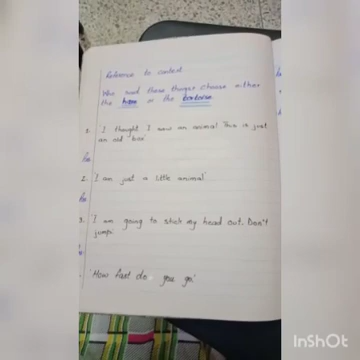 Reference to context
Who said these things choose either
the hare or the tortoise.
1. 'I thought I saw an animal This is just
an old
2. 'I am just a little animal'
3. 'I am going to stick my head out. Don't
jump.'
'How fast do you go.'
InShOt